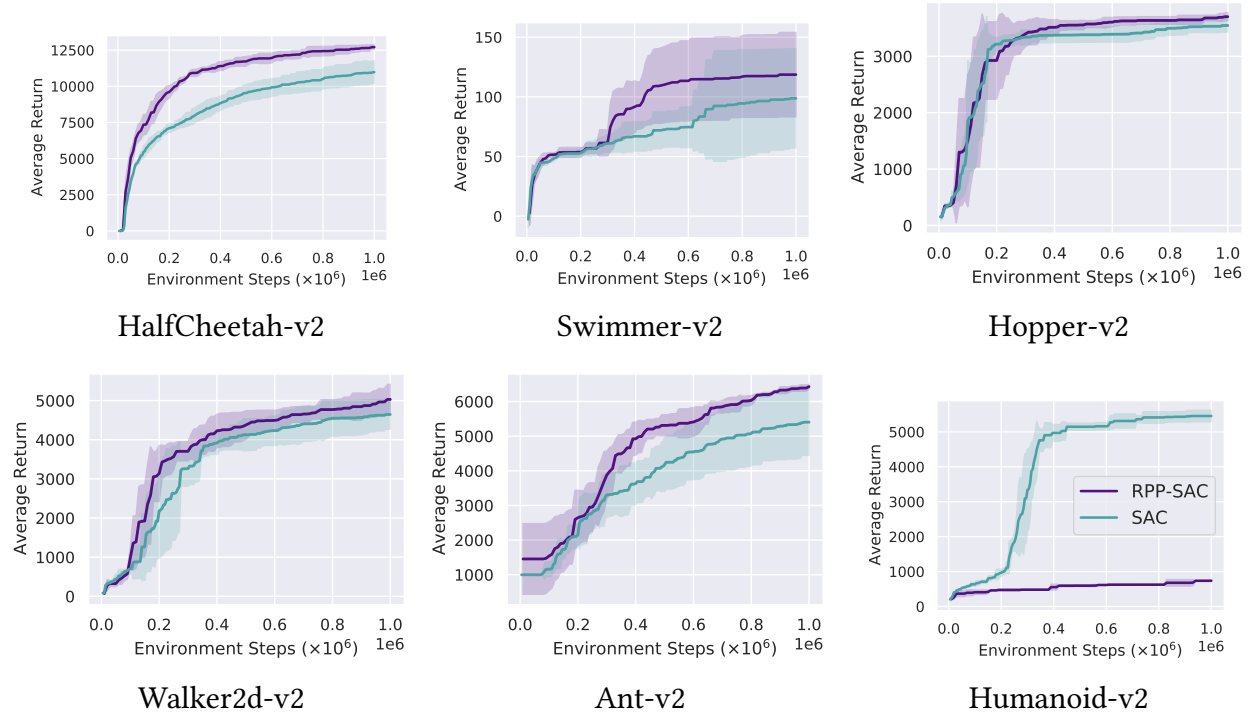 Average Return
12500
10000
7500
5000
2500
0
0.0 0.2 0.4 0.6 0.8 1.0
1e6
Environment Steps (×10⁶)
HalfCheetah-v2
Average Return
150
100
50
0
0.0 0.2 0.4 0.6 0.8 1.0
1e6
Environment Steps (×10⁶)
Swimmer-v2
Average Return
3000
2000
1000
0
0.0 0.2 0.4 0.6 0.8 1.0
1e6
Environment Steps (×10⁶)
Hopper-v2
Average Return
5000
4000
3000
2000
1000
0
0.0 0.2 0.4 0.6 0.8 1.0
1e6
Environment Steps (×10⁶)
Walker2d-v2
Average Return
6000
5000
4000
3000
2000
1000
0.0 0.2 0.4 0.6 0.8 1.0
1e6
Environment Steps (×10⁶)
Ant-v2
Average Return
5000
4000
3000
2000
1000
0
RPP-SAC
SAC
0.0 0.2 0.4 0.6 0.8 1.0
1e6
Environment Steps (×10⁶)
Humanoid-v2